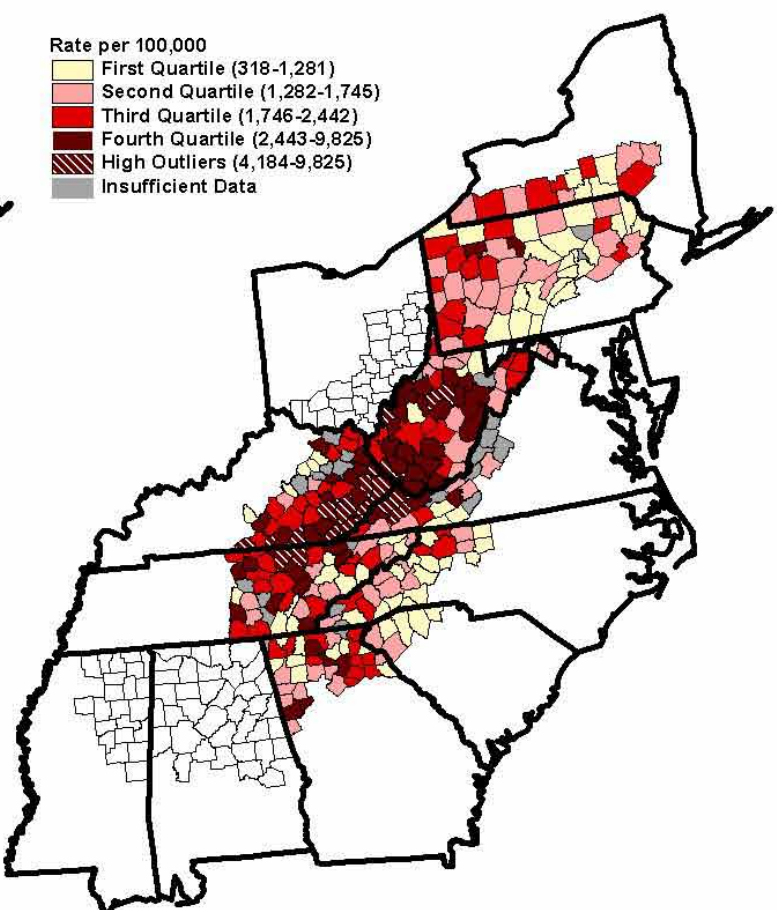 Rate per 100,000
First Quartile (318-1,281)
Second Quartile (1,282-1,745)
Third Quartile (1,746-2,442)
Fourth Quartile (2,443-9,825)
High Outliers (4,184-9,825)
Insufficient Data